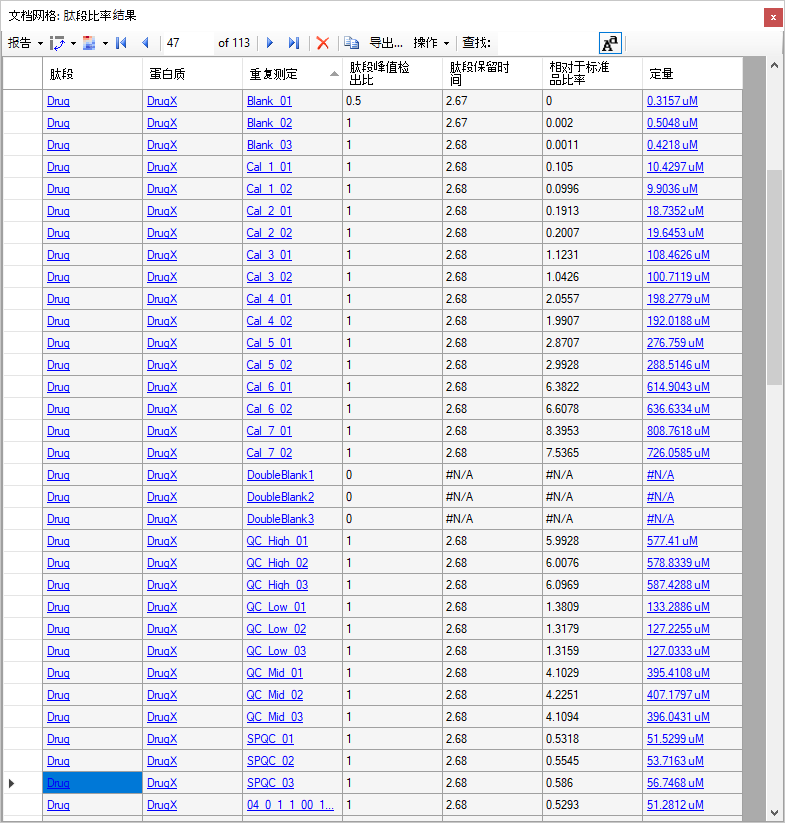 文档网格: 肽段比率结果
报告 47 of 113 导出... 操作 查找: Aa
肽段 蛋白质 重复测定 肽段峰值检出比 肽段保留时间 相对于标准品比率 定量
Drug DrugX Blank_01 0.5 2.67 0 0.3157 uM
Drug DrugX Blank_02 1 2.67 0.002 0.5048 uM
Drug DrugX Blank_03 1 2.68 0.0011 0.4218 uM
Drug DrugX Cal_1_01 1 2.68 0.105 10.4297 uM
Drug DrugX Cal_1_02 1 2.68 0.0996 9.9036 uM
Drug DrugX Cal_2_01 1 2.68 0.1913 18.7352 uM
Drug DrugX Cal_2_02 1 2.68 0.2007 19.6453 uM
Drug DrugX Cal_3_01 1 2.68 1.1231 108.4626 uM
Drug DrugX Cal_3_02 1 2.68 1.0426 100.7119 uM
Drug DrugX Cal_4_01 1 2.68 2.0557 198.2779 uM
Drug DrugX Cal_4_02 1 2.68 1.9907 192.0188 uM
Drug DrugX Cal_5_01 1 2.68 2.8707 276.759 uM
Drug DrugX Cal_5_02 1 2.68 2.9928 288.5146 uM
Drug DrugX Cal_6_01 1 2.68 6.3822 614.9043 uM
Drug DrugX Cal_6_02 1 2.68 6.6078 636.6334 uM
Drug DrugX Cal_7_01 1 2.68 8.3953 808.7618 uM
Drug DrugX Cal_7_02 1 2.68 7.5365 726.0585 uM
Drug DrugX DoubleBlank1 0 #N/A #N/A #N/A
Drug DrugX DoubleBlank2 0 #N/A #N/A #N/A
Drug DrugX DoubleBlank3 0 #N/A #N/A #N/A
Drug DrugX QC_High_01 1 2.68 5.9928 577.41 uM
Drug DrugX QC_High_02 1 2.68 6.0076 578.8339 uM
Drug DrugX QC_High_03 1 2.68 6.0969 587.4288 uM
Drug DrugX QC_Low_01 1 2.68 1.3809 133.2886 uM
Drug DrugX QC_Low_02 1 2.68 1.3179 127.2255 uM
Drug DrugX QC_Low_03 1 2.68 1.3159 127.0333 uM
Drug DrugX QC_Mid_01 1 2.68 4.1029 395.4108 uM
Drug DrugX QC_Mid_02 1 2.68 4.2251 407.1797 uM
Drug DrugX QC_Mid_03 1 2.68 4.1094 396.0431 uM
Drug DrugX SPQC_01 1 2.68 0.5318 51.5299 uM
Drug DrugX SPQC_02 1 2.68 0.5545 53.7163 uM
Drug DrugX SPQC_03 1 2.68 0.586 56.7468 uM
Drug DrugX 04_0_1_1_00_1... 1 2.68 0.5293 51.2812 uM